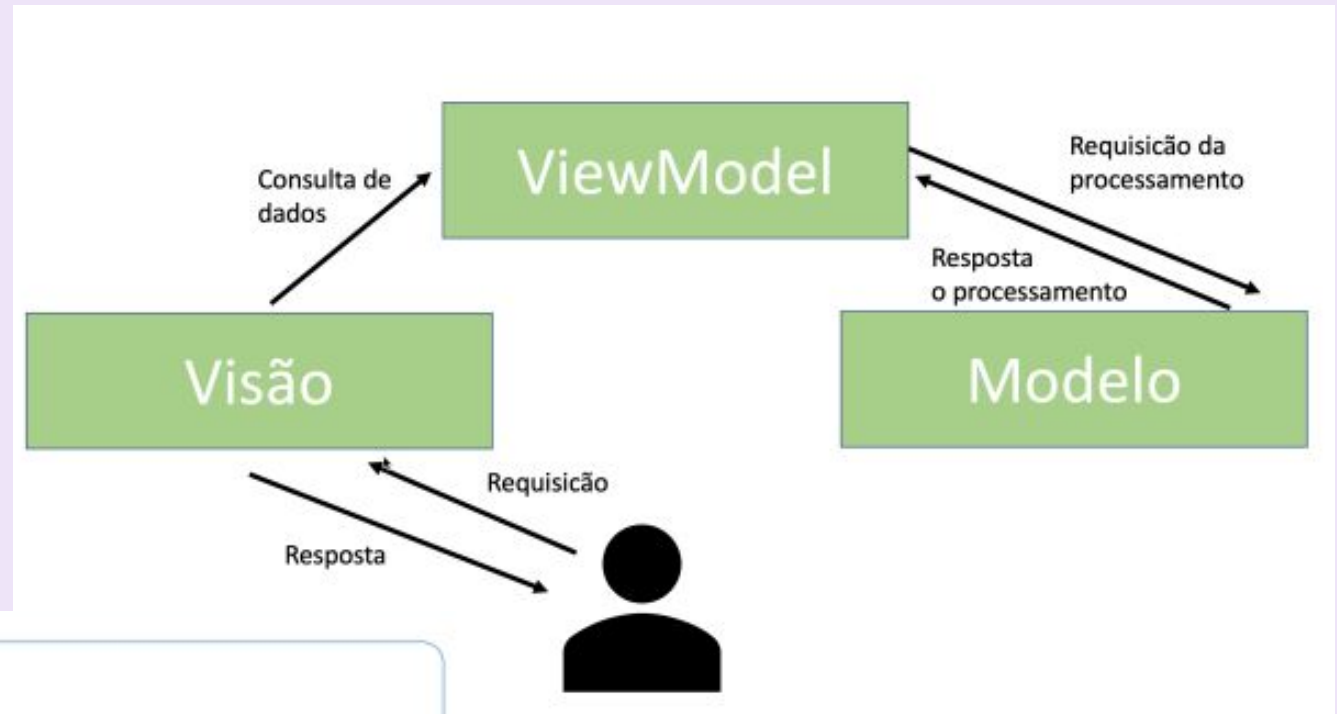 ViewModel
Consulta de
dados
Requisicão da
processamento
Resposta
o processamento
Visão
Modelo
Requisicão
Resposta